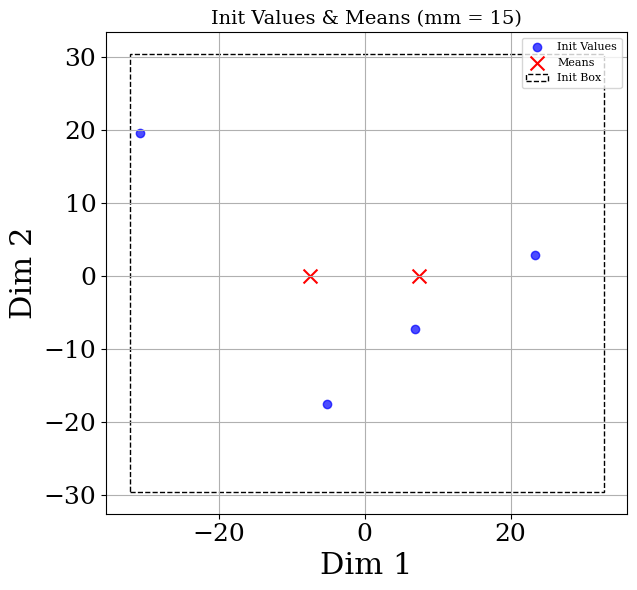 Init Values & Means (mm = 15)
Init Values
Means
Init Box
30
20
10
0
−10
−20
−30
Dim 2
−20
0
20
Dim 1